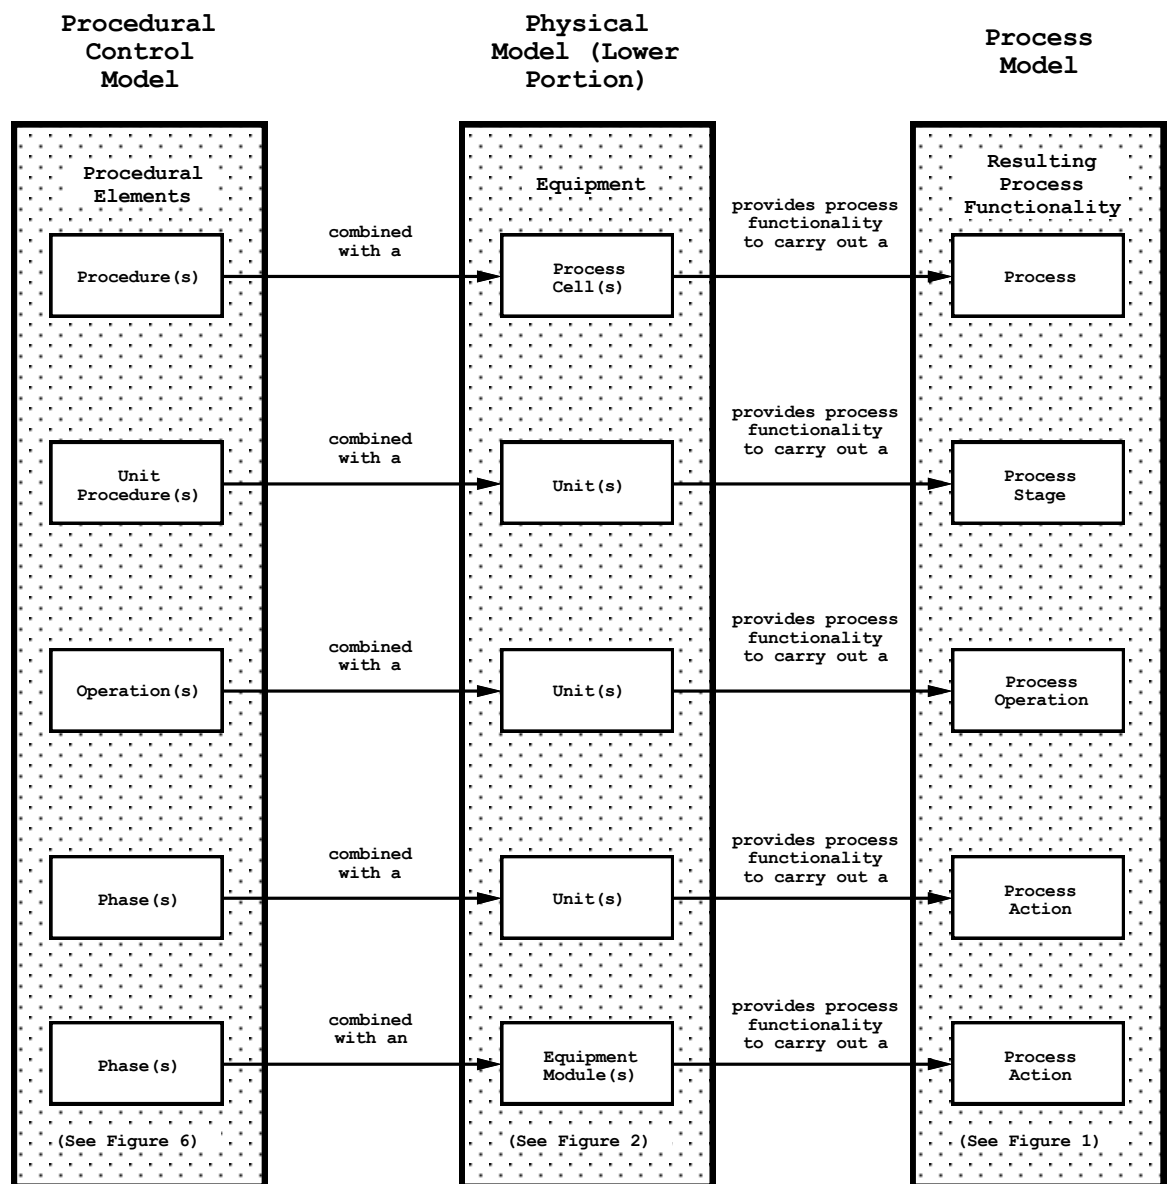 Procedural
Control
Model
Physical
Model (Lower
Portion)
Process
Model
Procedural
Elements
Equipment
Resulting
Process
Functionality
Procedure(s)
combined
with a
Process
Cell(s)
provides process
functionality
to carry out a
Process
Unit
Procedure(s)
combined
with a
Unit(s)
provides process
functionality
to carry out a
Process
Stage
Operation(s)
combined
with a
Unit(s)
provides process
functionality
to carry out a
Process
Operation
Phase(s)
combined
with a
Unit(s)
provides process
functionality
to carry out a
Process
Action
Phase(s)
combined
with an
Equipment
Module(s)
provides process
functionality
to carry out a
Process
Action
(See Figure 6)
(See Figure 2)
(See Figure 1)